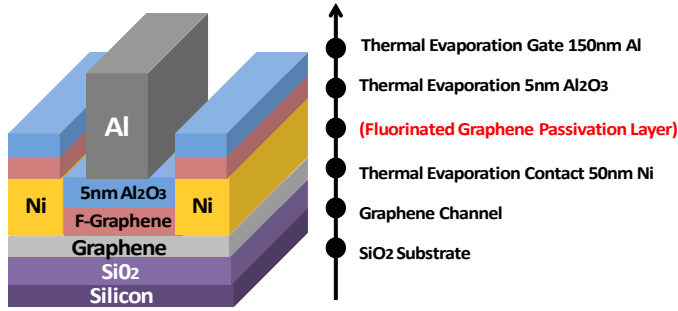 Al
Ni
5nm Al2O3
Ni
F-Graphene
Graphene
SiO2
Silicon
Thermal Evaporation Gate 150nm Al
Thermal Evaporation 5nm Al2O3
(Fluorinated Graphene Passivation Layer)
Thermal Evaporation Contact 50nm Ni
Graphene Channel
SiO2 Substrate